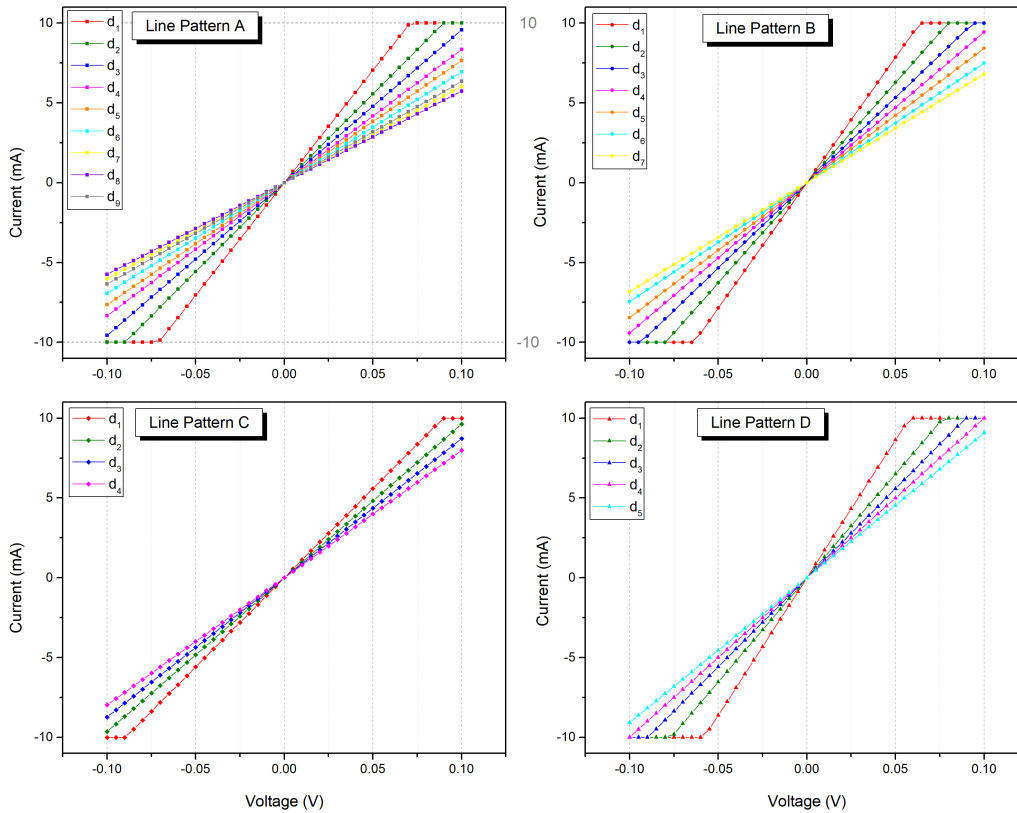 Line Pattern A
d₁
d₂
d₃
d₄
d₅
d₆
d₇
d₈
d₉
10
5
0
-5
-10
Current (mA)
-0.10
-0.05
0.00
0.05
0.10
10
-10
Line Pattern B
d₁
d₂
d₃
d₄
d₅
d₆
d₇
10
5
0
-5
-10
Current (mA)
-0.10
-0.05
0.00
0.05
0.10
Line Pattern C
d₁
d₂
d₃
d₄
10
5
0
-5
-10
Current (mA)
-0.10
-0.05
0.00
0.05
0.10
Voltage (V)
Line Pattern D
d₁
d₂
d₃
d₄
d₅
10
5
0
-5
-10
Current (mA)
-0.10
-0.05
0.00
0.05
0.10
Voltage (V)